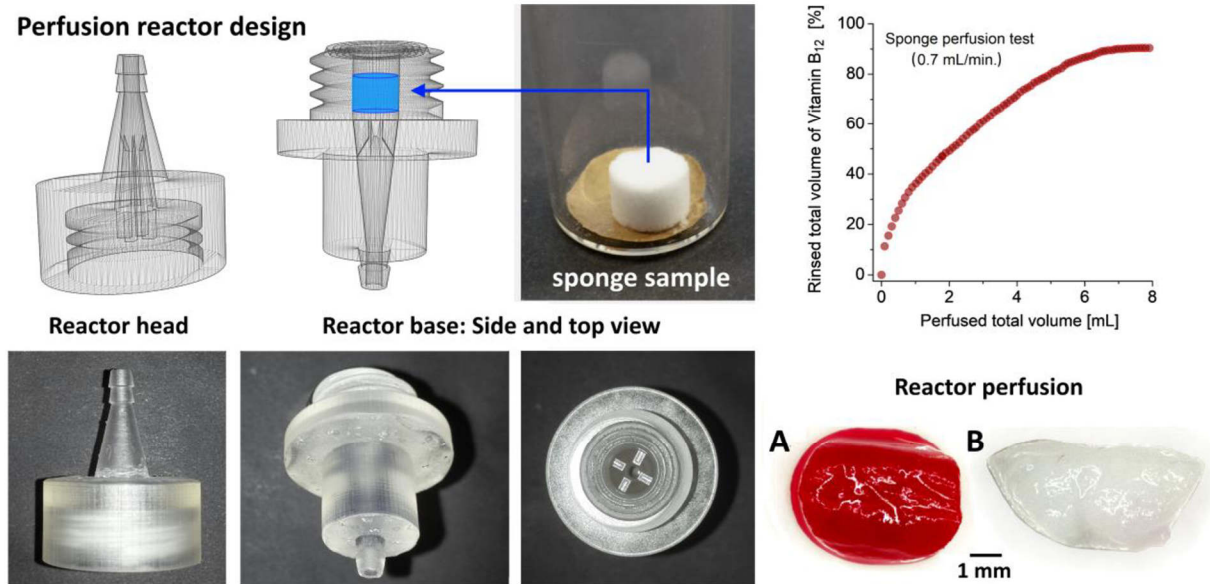 Perfusion reactor design
sponge sample
Rinsed total volume of Vitamin B12 [%]
100
80
60
40
20
0
Sponge perfusion test
(0.7 mL/min.)
0 2 4 6 8
Perfused total volume [mL]
Reactor head
Reactor base: Side and top view
Reactor perfusion
A
B
1 mm